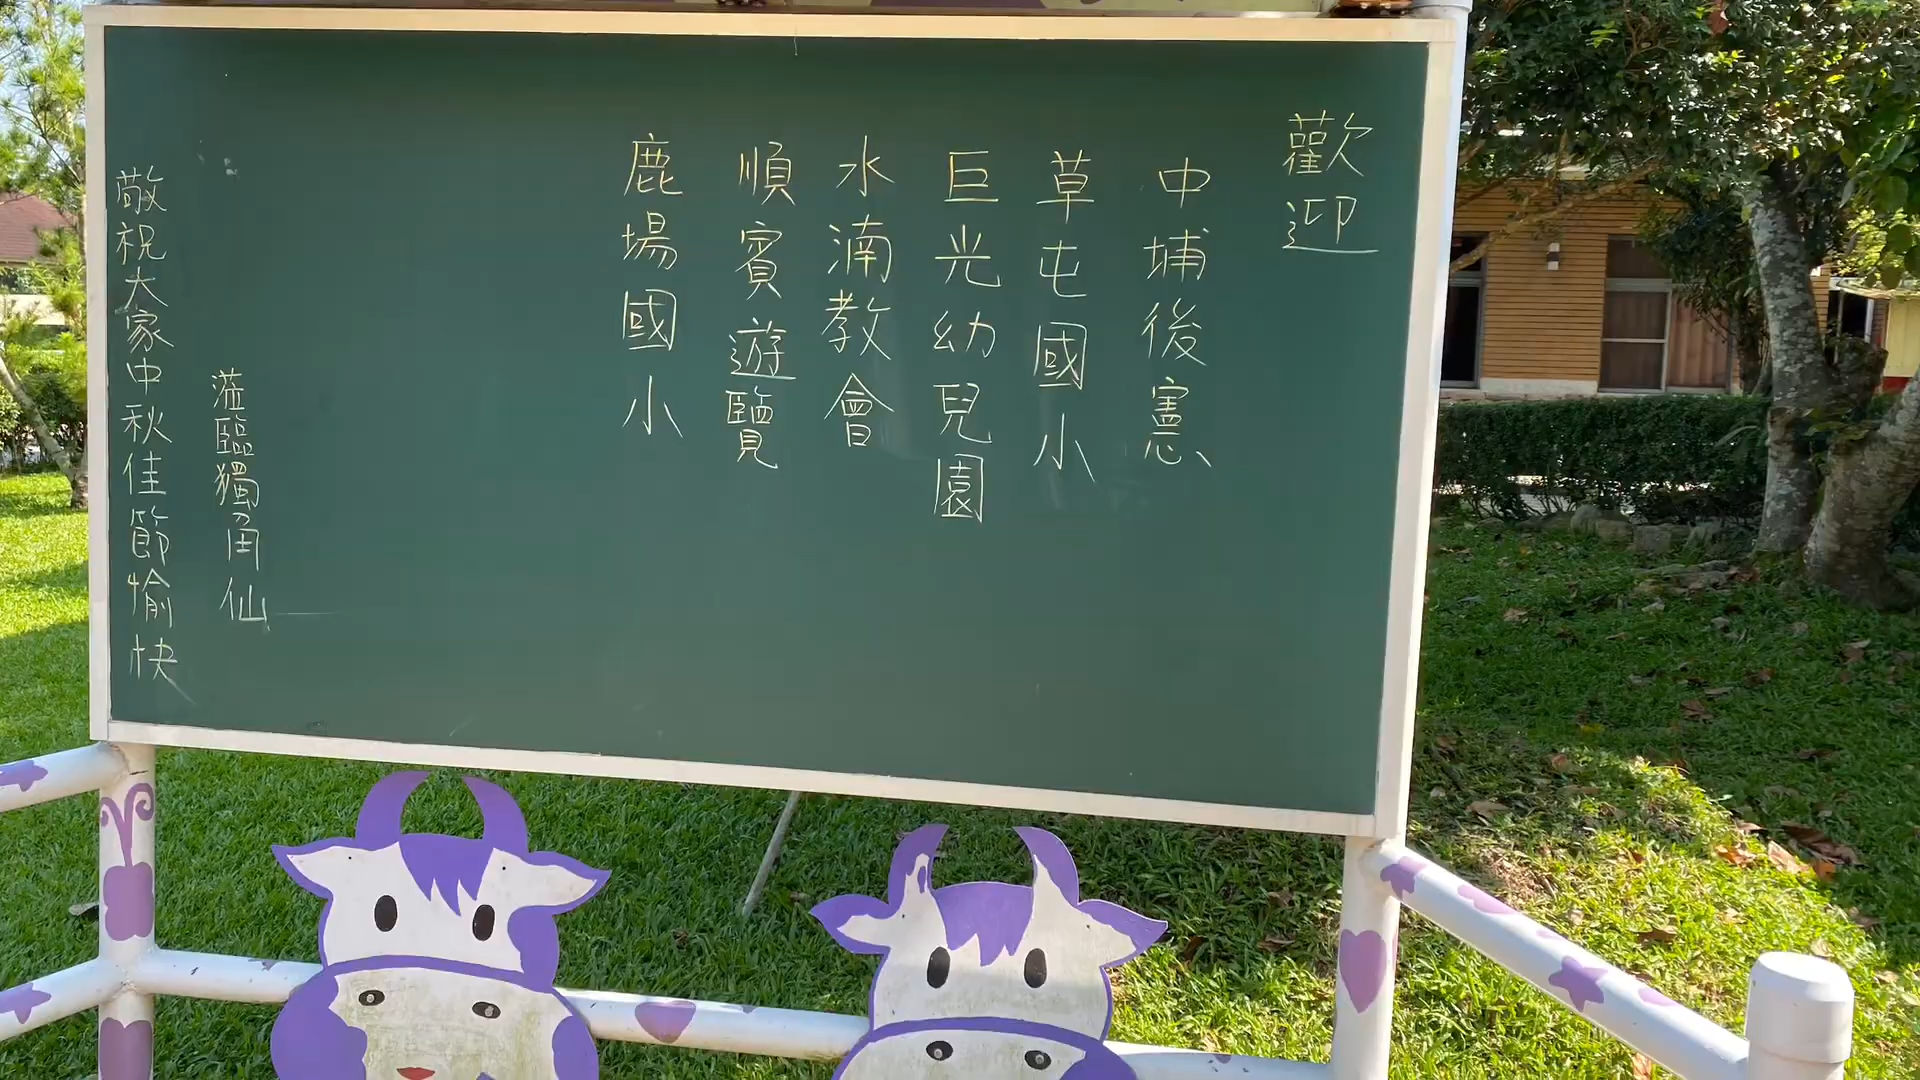 歡迎
中埔後憲
草屯國小
巨光幼兒園
水湳教會
順賓遊覽
鹿場國小
蒞臨獨角仙
敬祝大家中秋佳節愉快